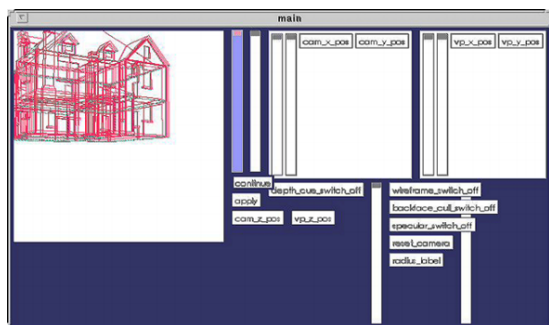 main
cam_x_pos cam_y_pos vp_x_pos vp_y_pos
continue depth_cue_switch_off wireframe_switch_off
apply backface_cull_switch_off
cam_z_pos vp_z_pos specular_switch_off
reset_camera
radius_label